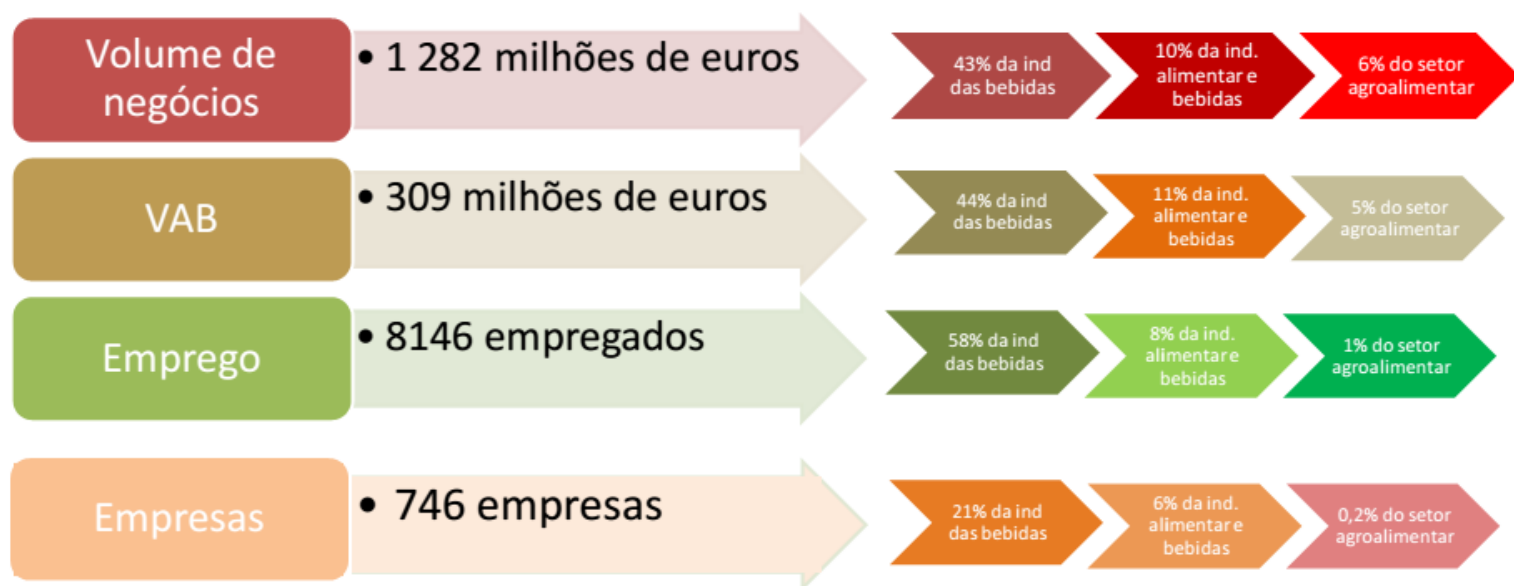 Volume de
negócios
• 1 282 milhões de euros
43% da ind
das bebidas
10% da ind.
alimentar e
bebidas
6% do setor
agroalimentar
VAB
• 309 milhões de euros
44% da ind
das bebidas
11% da ind.
alimentar e
bebidas
5% do setor
agroalimentar
Emprego
• 8146 empregados
58% da ind
das bebidas
8% da ind.
alimentar e
bebidas
1% do setor
agroalimentar
Empresas
• 746 empresas
21% da ind
das bebidas
6% da ind.
alimentar e
bebidas
0,2% do setor
agroalimentar